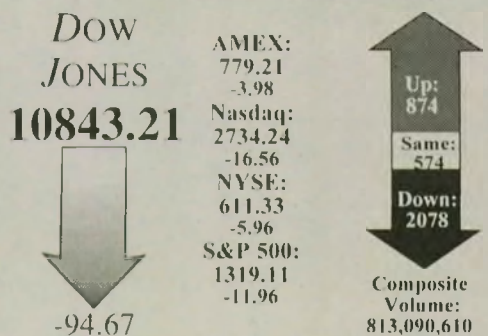 DOW
JONES
10843.21
-94.67
AMEX:
779.21
-3.98
Nasdaq:
2734.24
-16.56
NYSE:
611.33
-5.96
S&P 500:
1319.11
-11.96
Up:
874
Same:
574
Down:
2078
Composite
Volume:
813,090,610